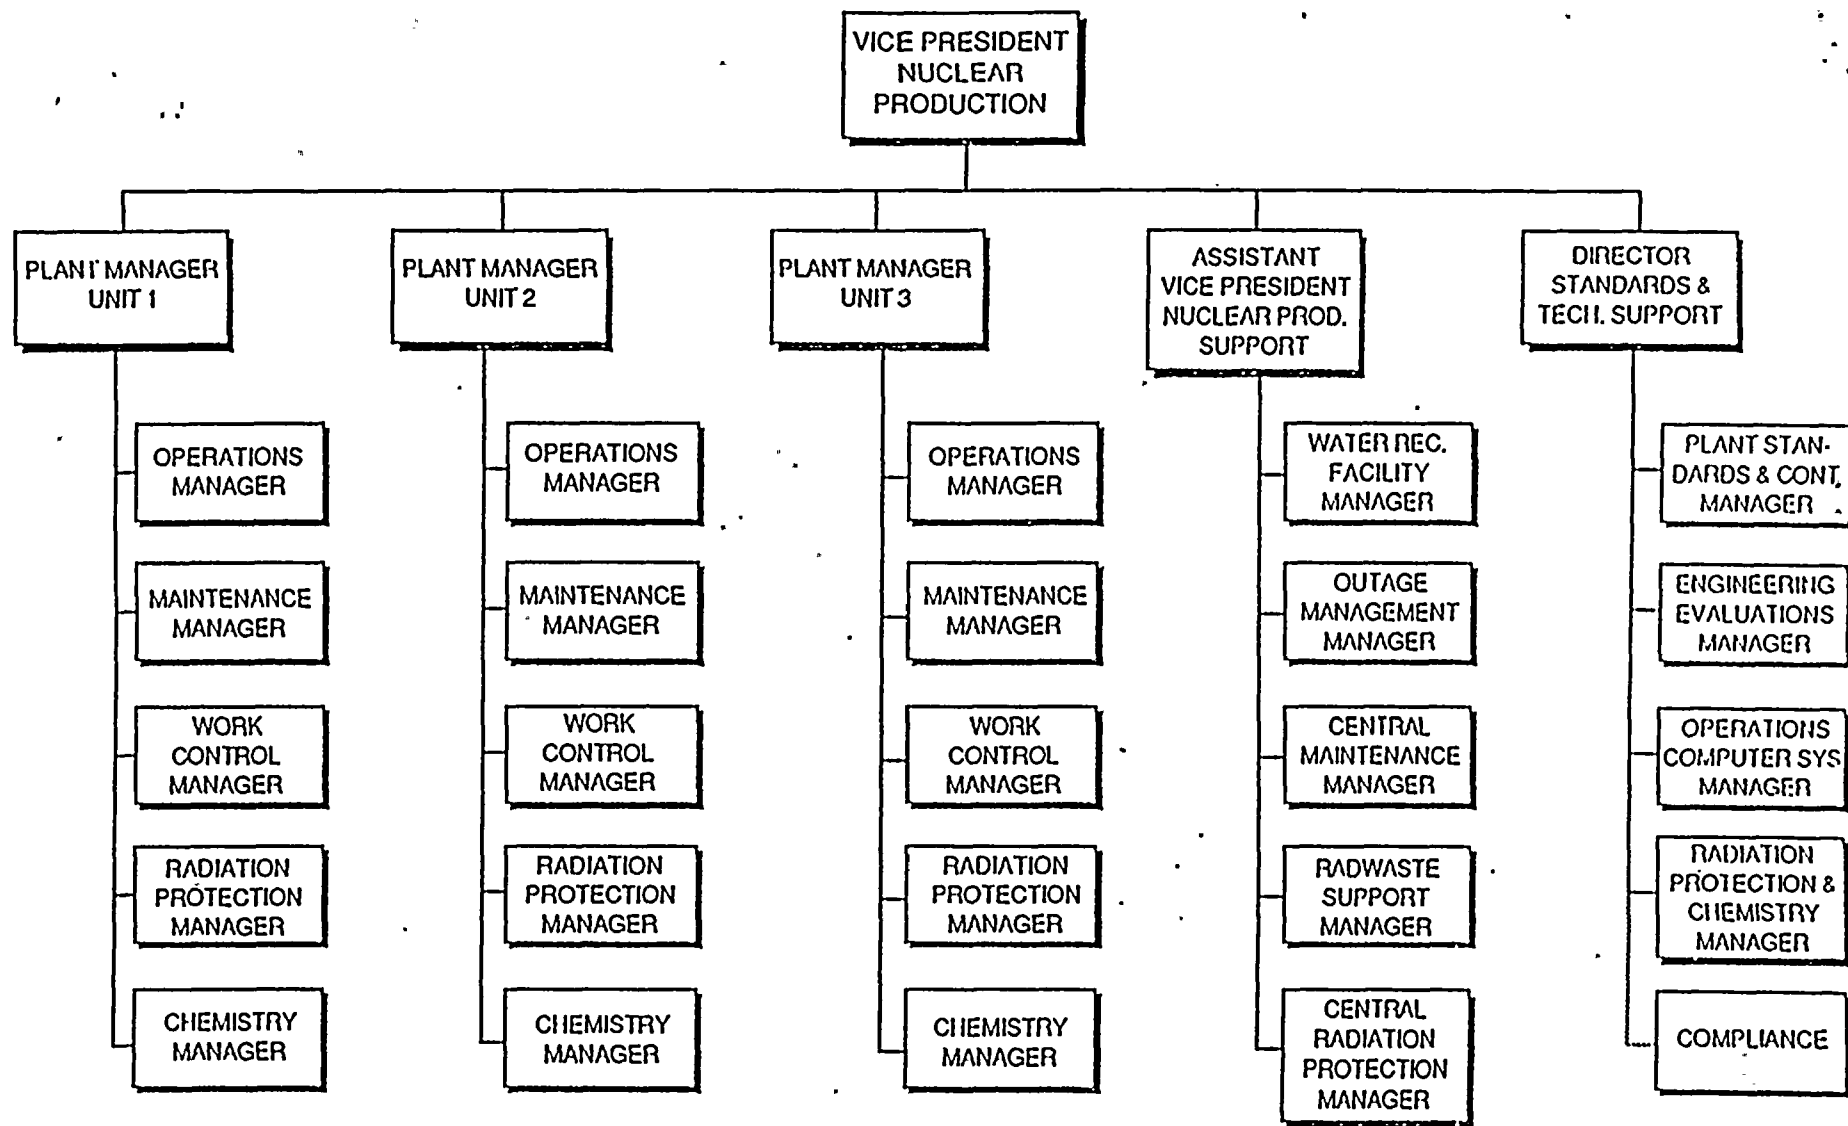 VICE PRESIDENT
NUCLEAR
PRODUCTION
PLANT MANAGER
UNIT 1
PLANT MANAGER
UNIT 2
PLANT MANAGER
UNIT 3
ASSISTANT
VICE PRESIDENT
NUCLEAR PROD.
SUPPORT
DIRECTOR
STANDARDS &
TECH. SUPPORT
OPERATIONS
MANAGER
MAINTENANCE
MANAGER
WORK
CONTROL
MANAGER
RADIATION
PROTECTION
MANAGER
CHEMISTRY
MANAGER
OPERATIONS
MANAGER
MAINTENANCE
MANAGER
WORK
CONTROL
MANAGER
RADIATION
PROTECTION
MANAGER
CHEMISTRY
MANAGER
OPERATIONS
MANAGER
MAINTENANCE
MANAGER
WORK
CONTROL
MANAGER
RADIATION
PROTECTION
MANAGER
CHEMISTRY
MANAGER
WATER REC.
FACILITY
MANAGER
OUTAGE
MANAGEMENT
MANAGER
CENTRAL
MAINTENANCE
MANAGER
RADWASTE
SUPPORT
MANAGER
CENTRAL
RADIATION
PROTECTION
MANAGER
PLANT STAN-
DARDS & CONT.
MANAGER
ENGINEERING
EVALUATIONS
MANAGER
OPERATIONS
COMPUTER SYS
MANAGER
RADIATION
PROTECTION &
CHEMISTRY
MANAGER
COMPLIANCE